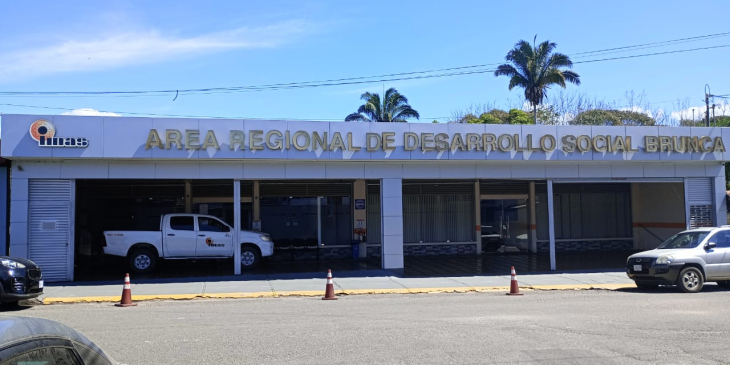 imas
AREA REGIONAL DE DESARROLLO SOCIAL BRUNCA